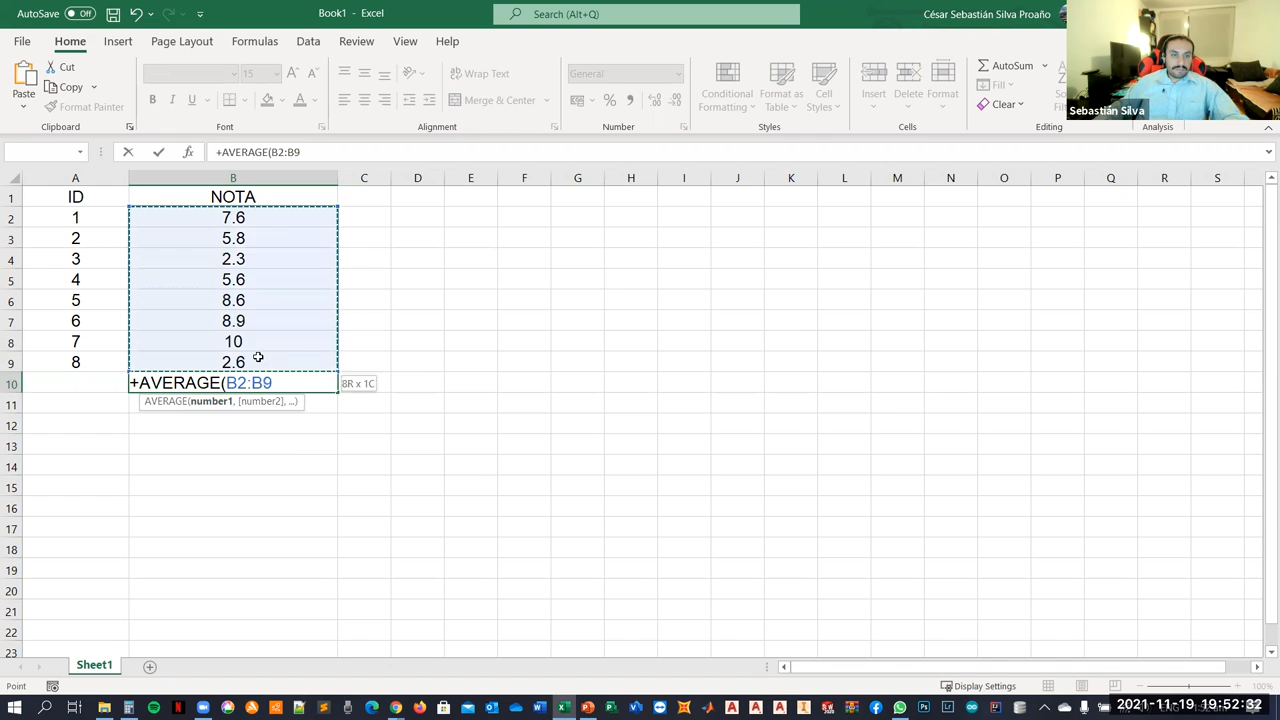 AutoSave Off Book1 - Excel Search (Alt+Q) César Sebastián Silva Proaño
File Home Insert Page Layout Formulas Data Review View Help
Paste Cut Copy Format Painter
15 General
Wrap Text Merge & Center
Conditional Formatting Format as Table Cell Styles
Insert Delete Format
AutoSum Fill Clear
Sebastián Silva
Clipboard Font Alignment Number Styles Cells Editing Analysis
+AVERAGE(B2:B9
A B C D E F G H I J K L M N O P Q R S
1 ID NOTA
2 1 7.6
3 2 5.8
4 3 2.3
5 4 5.6
6 5 8.6
7 6 8.9
8 7 10
9 8 2.6
10 +AVERAGE(B2:B9 8R x 1C
11 AVERAGE(number1, [number2], ...)
12
13
14
15
16
17
18
19
20
21
22
23
Sheet1
Point Display Settings 100%
2021-11-19 19:52:32